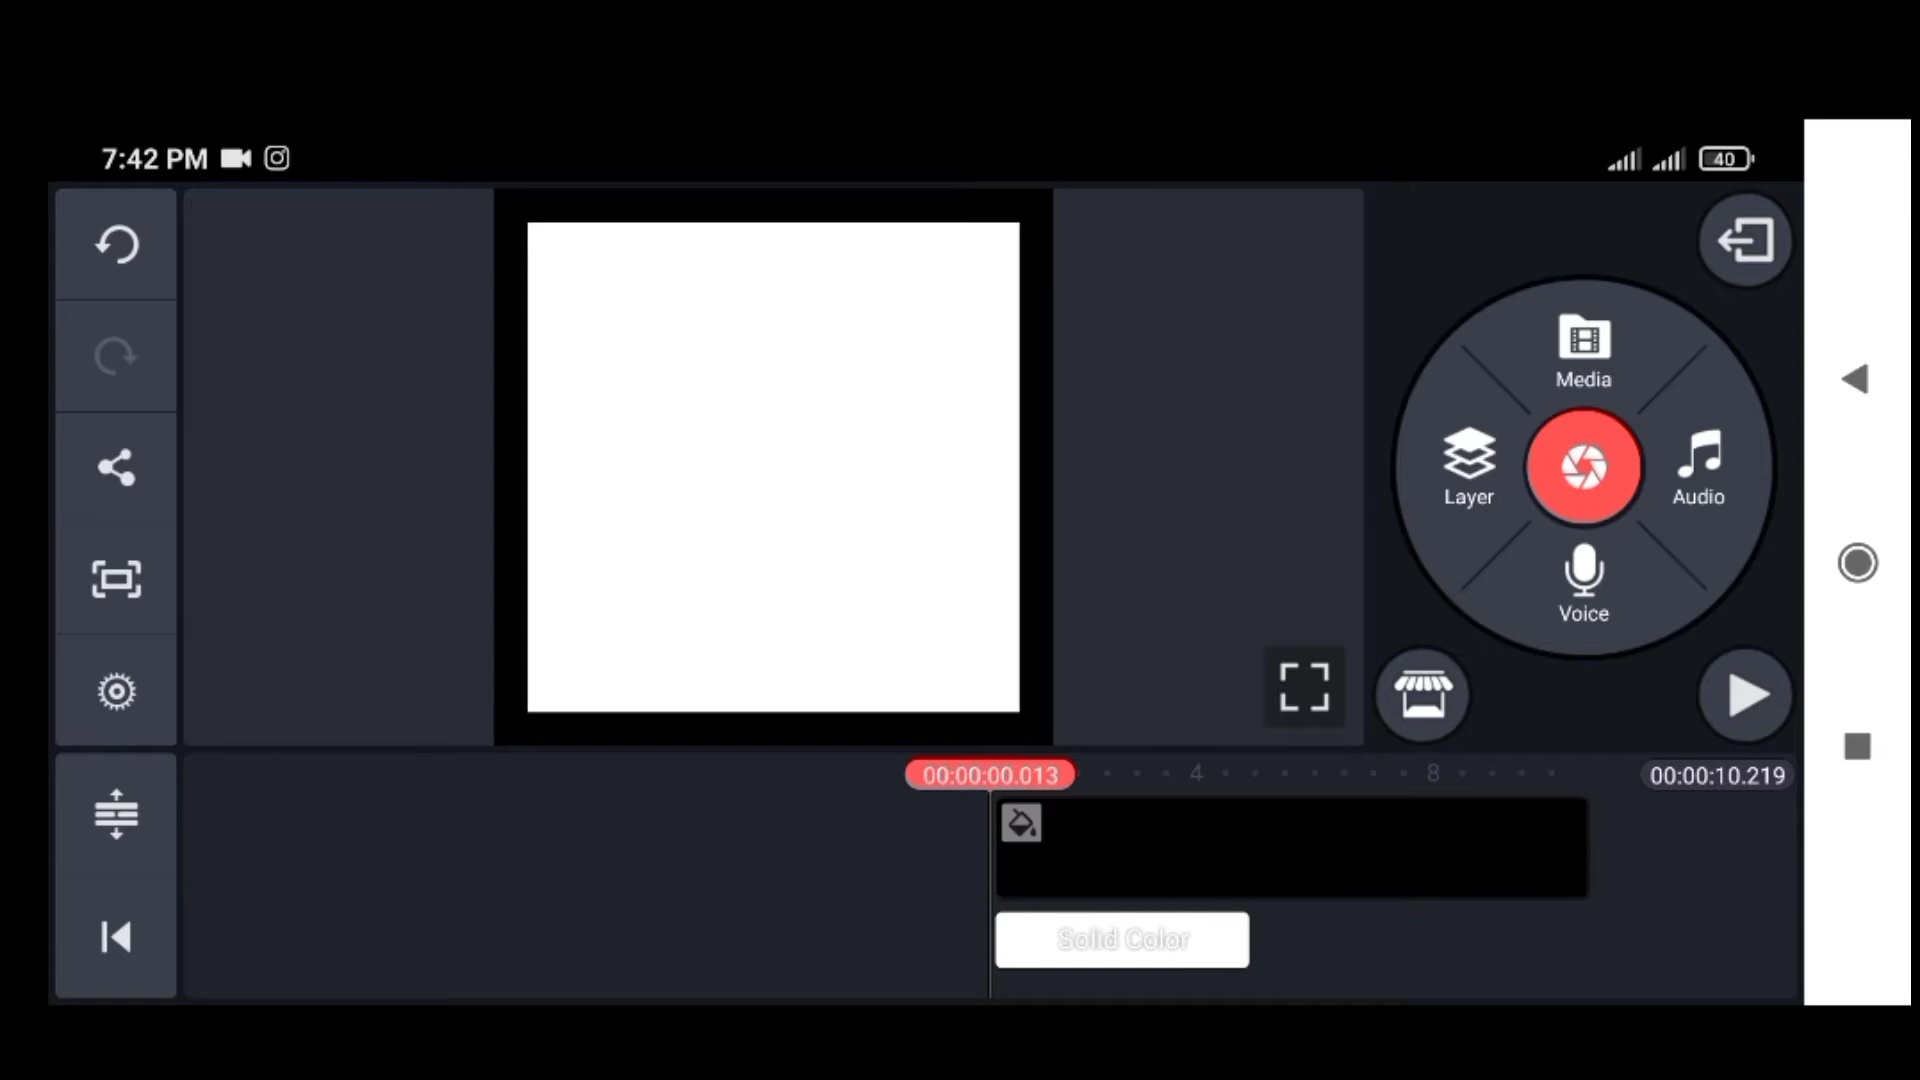 7:42 PM
40
Media
Layer
Audio
Voice
00:00:00.013
4
8
00:00:10.219
Solid Color